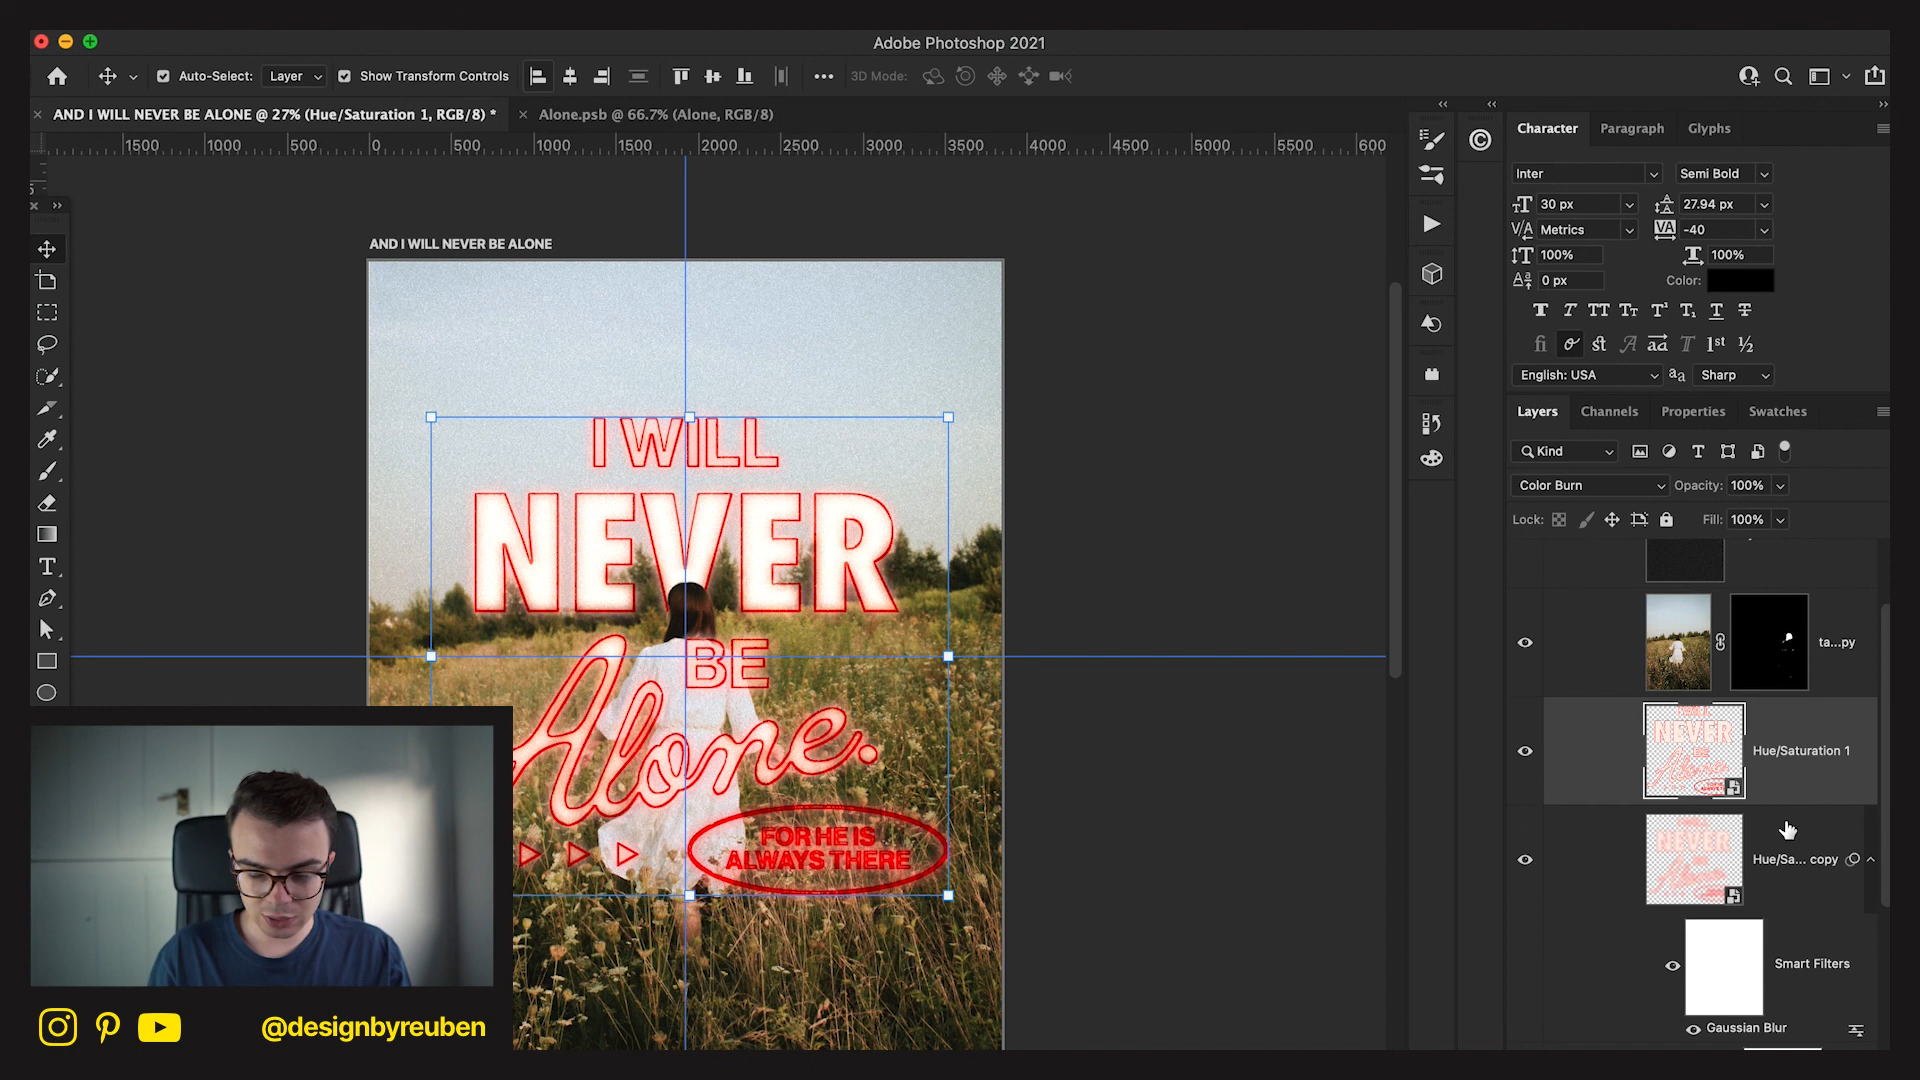 Adobe Photoshop 2021
Auto-Select: Layer Show Transform Controls 3D Mode:
AND I WILL NEVER BE ALONE @ 27% (Hue/Saturation 1, RGB/8) * Alone.psb @ 66.7% (Alone, RGB/8)
1500 1000 500 0 500 1000 1500 2000 2500 3000 3500 4000 4500 5000 5500 600
5
AND I WILL NEVER BE ALONE
I WILL
NEVER
BE
Alone.
FOR HE IS
ALWAYS THERE
@designbyreuben
Character Paragraph Glyphs
Inter Semi Bold
30 px 27.94 px
Metrics -40
100% 100%
0 px Color:
English: USA aa Sharp
Layers Channels Properties Swatches
Kind
Color Burn Opacity: 100%
Lock: Fill: 100%
ta...py
Hue/Saturation 1
Hue/Sa... copy
Smart Filters
Gaussian Blur